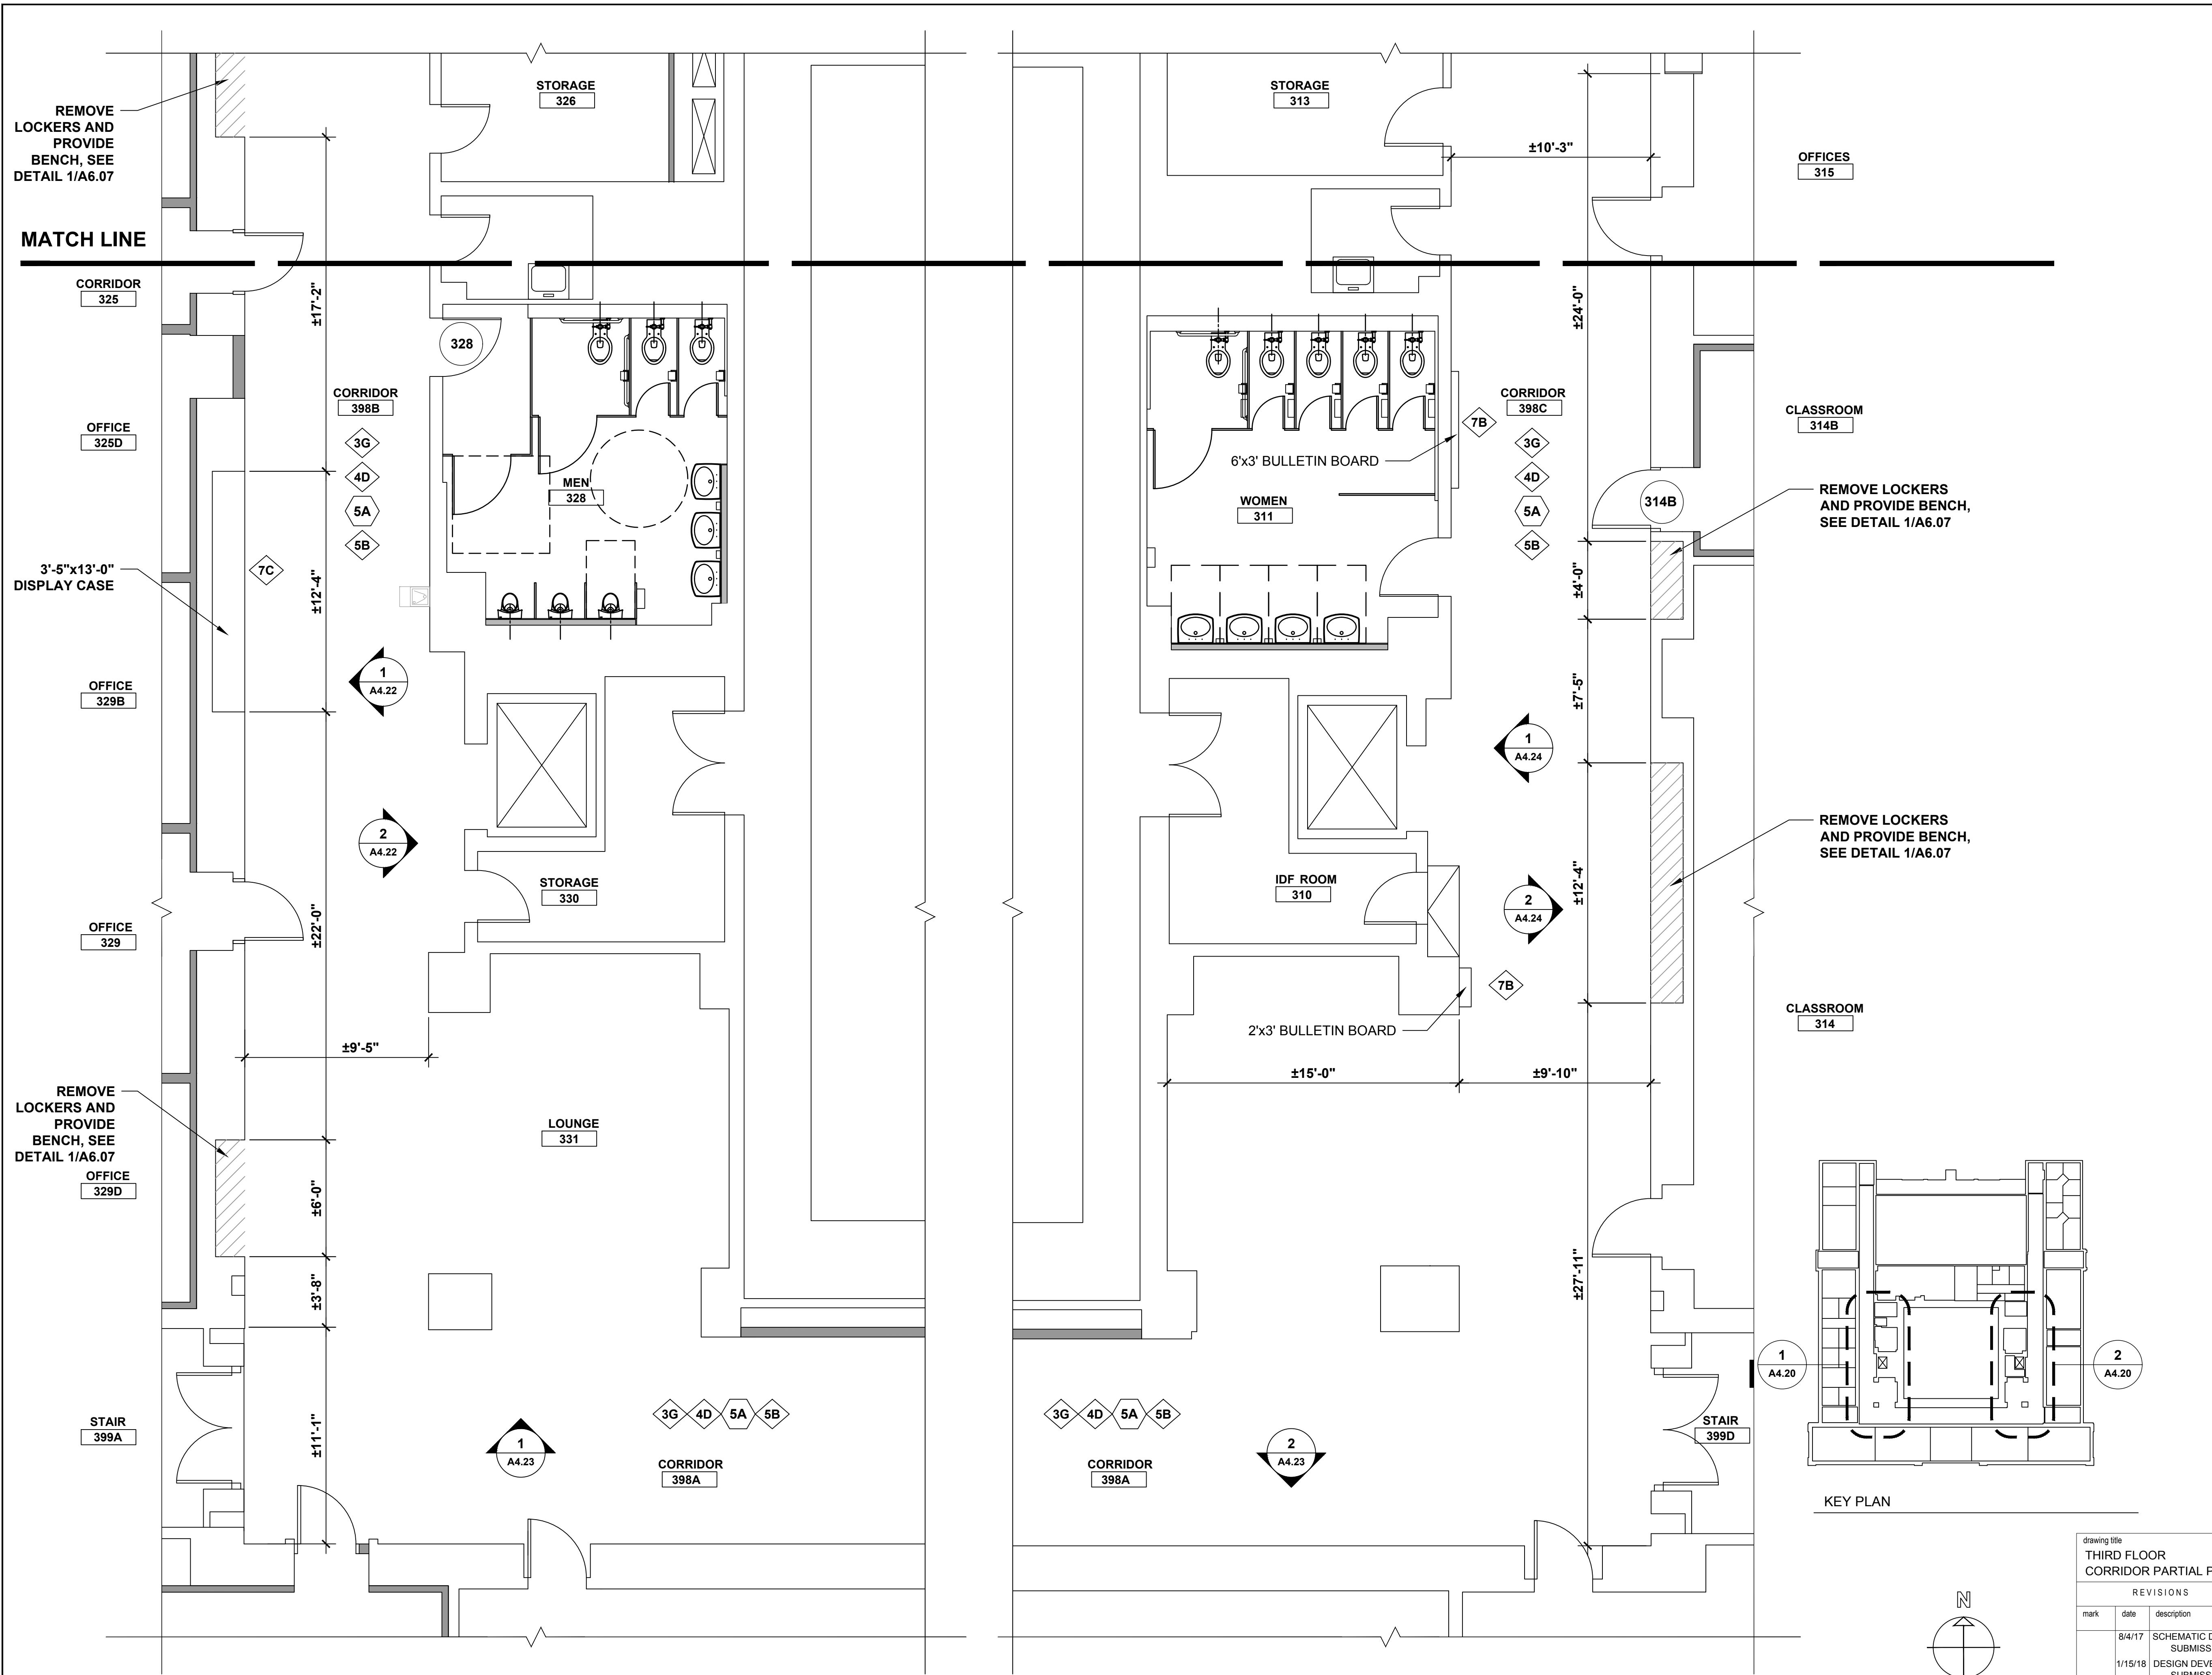 REMOVE
LOCKERS AND
PROVIDE
BENCH, SEE
DETAIL 1/A6.07
STORAGE
326
STORAGE
313
±10'-3"
OFFICES
315
MATCH LINE
CORRIDOR
325
±17'-2"
±24'-0"
328
CORRIDOR
398B
3G
4D
5A
5B
OFFICE
325D
MEN
328
6'x3' BULLETIN BOARD
WOMEN
311
7B
CORRIDOR
398C
3G
4D
5A
5B
CLASSROOM
314B
314B
REMOVE LOCKERS
AND PROVIDE BENCH,
SEE DETAIL 1/A6.07
3'-5"x13'-0"
DISPLAY CASE
7C
±12'-4"
±4'-0"
OFFICE
329B
1
A4.22
±7'-5"
1
A4.24
2
A4.22
REMOVE LOCKERS
AND PROVIDE BENCH,
SEE DETAIL 1/A6.07
STORAGE
330
IDF ROOM
310
±12'-4"
2
A4.24
OFFICE
329
±22'-0"
7B
2'x3' BULLETIN BOARD
CLASSROOM
314
±9'-5"
±15'-0"
±9'-10"
REMOVE
LOCKERS AND
PROVIDE
BENCH, SEE
DETAIL 1/A6.07
LOUNGE
331
OFFICE
329D
±6'-0"
±3'-8"
±27'-11"
1
A4.20
2
A4.20
3G
4D
5A
5B
3G
4D
5A
5B
STAIR
399A
±11'-1"
1
A4.23
CORRIDOR
398A
CORRIDOR
398A
2
A4.23
STAIR
399D
KEY PLAN
N
drawing title
THIRD FLOOR
CORRIDOR PARTIAL
REVISIONS
mark date description
8/4/17 SCHEMATIC
1/15/18 DESIGN